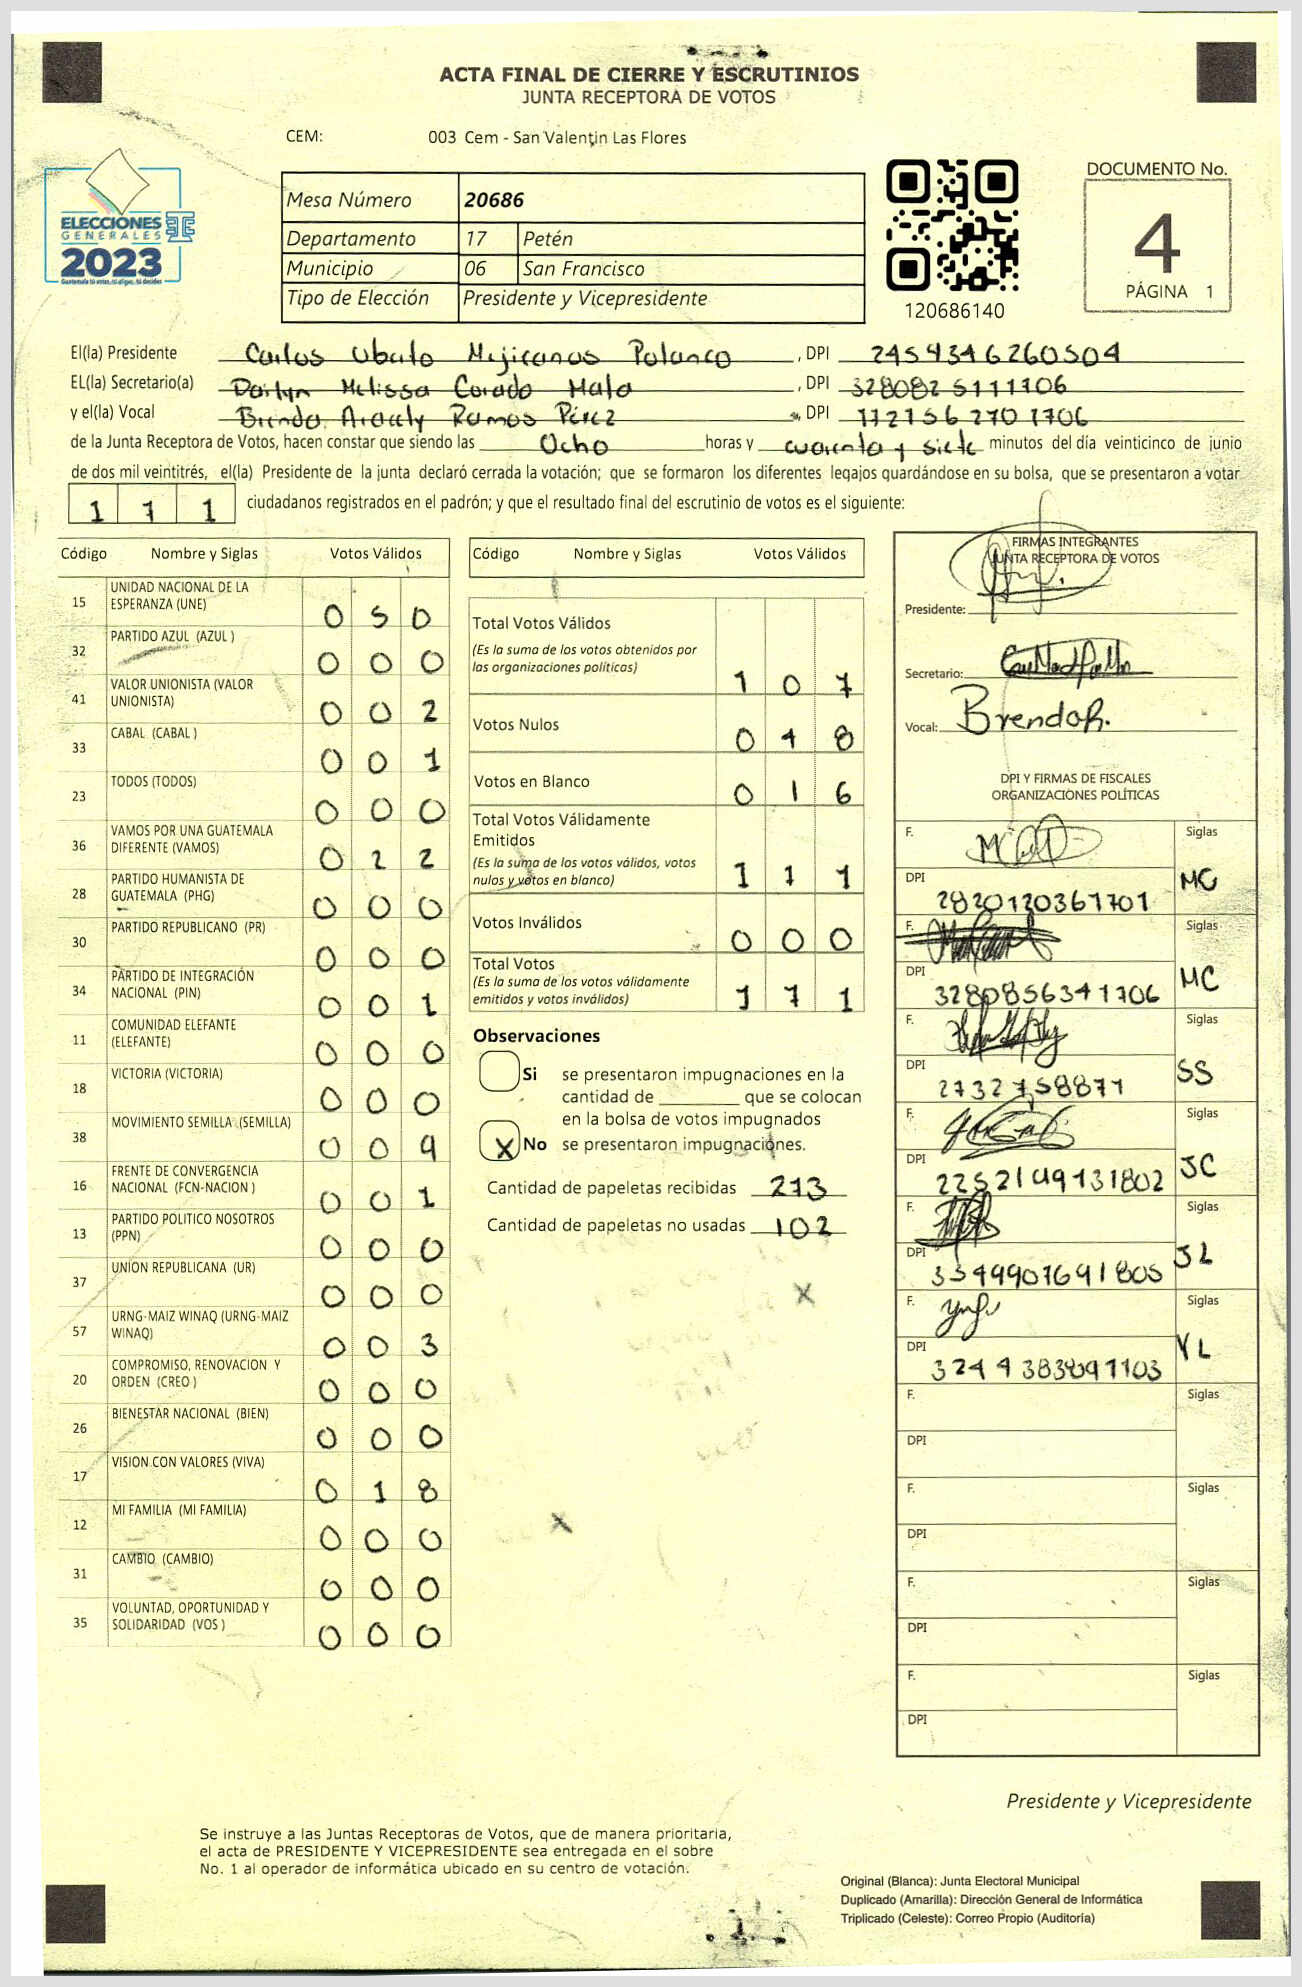 ACTA FINAL DE CIERRE Y ESCRUTINIOS
JUNTA RECEPTORA DE VOTOS
CEM: 003 Cem - San Valentin Las Flores
ELECCIONES
GENERALES
2023
Guatemala tú votas, tú eliges, tú decides
Mesa Número 20686
Departamento 17 Petén
Municipio 06 San Francisco
Tipo de Elección Presidente y Vicepresidente
120686140
DOCUMENTO No.
4
PÁGINA 1
El(la) Presidente Carlos Ubeto Mejicanos Polanco, DPI 2454346260504
EL(la) Secretario(a) Darlyn Melissa Corado Mata, DPI 3280825111706
y el(la) Vocal Brenda Aracely Ramos Pérez, DPI 1721562701706
de la Junta Receptora de Votos, hacen constar que siendo las Ocho horas y cuarenta y siete minutos del día veinticinco de junio
de dos mil veintitrés, el(la) Presidente de la junta declaró cerrada la votación; que se formaron los diferentes legajos guardándose en su bolsa, que se presentaron a votar
1 7 1 ciudadanos registrados en el padrón; y que el resultado final del escrutinio de votos es el siguiente:
Código Nombre y Siglas Votos Válidos
15 UNIDAD NACIONAL DE LA ESPERANZA (UNE) 0 5 0
32 PARTIDO AZUL (AZUL ) 0 0 0
41 VALOR UNIONISTA (VALOR UNIONISTA) 0 0 2
33 CABAL (CABAL ) 0 0 1
23 TODOS (TODOS) 0 0 0
36 VAMOS POR UNA GUATEMALA DIFERENTE (VAMOS) 0 2 2
28 PARTIDO HUMANISTA DE GUATEMALA (PHG) 0 0 0
30 PARTIDO REPUBLICANO (PR) 0 0 0
34 PARTIDO DE INTEGRACIÓN NACIONAL (PIN) 0 0 1
11 COMUNIDAD ELEFANTE (ELEFANTE) 0 0 0
18 VICTORIA (VICTORIA) 0 0 0
38 MOVIMIENTO SEMILLA (SEMILLA) 0 0 9
16 FRENTE DE CONVERGENCIA NACIONAL (FCN-NACION ) 0 0 1
13 PARTIDO POLITICO NOSOTROS (PPN) 0 0 0
37 UNION REPUBLICANA (UR) 0 0 0
57 URNG-MAIZ WINAQ (URNG-MAIZ WINAQ) 0 0 3
20 COMPROMISO, RENOVACION Y ORDEN (CREO ) 0 0 0
26 BIENESTAR NACIONAL (BIEN) 0 0 0
17 VISION CON VALORES (VIVA) 0 1 8
12 MI FAMILIA (MI FAMILIA) 0 0 0
31 CAMBIO (CAMBIO) 0 0 0
35 VOLUNTAD, OPORTUNIDAD Y SOLIDARIDAD (VOS ) 0 0 0
Código Nombre y Siglas Votos Válidos
Total Votos Válidos 1 0 7
(Es la suma de los votos obtenidos por
las organizaciones políticas)
Votos Nulos 0 4 8
Votos en Blanco 0 1 6
Total Votos Válidamente
Emitidos 1 7 1
(Es la suma de los votos válidos, votos
nulos y votos en blanco)
Votos Inválidos 0 0 0
Total Votos 1 7 1
(Es la suma de los votos válidamente
emitidos y votos inválidos)
Observaciones
Si se presentaron impugnaciones en la
cantidad de ________ que se colocan
en la bolsa de votos impugnados
X No se presentaron impugnaciones.
Cantidad de papeletas recibidas 273
Cantidad de papeletas no usadas 102
FIRMAS INTEGRANTES
JUNTA RECEPTORA DE VOTOS
Presidente:
Secretario:
Vocal: BrendaR.
DPI Y FIRMAS DE FISCALES
ORGANIZACIONES POLÍTICAS
F. Siglas
DPI 2820120361701 MC
F. Siglas
DPI 3280856341706 MC
F. Siglas
DPI 2732758871 SS
F. Siglas
DPI 2252149131802 JC
F. Siglas
DPI 3349907691805 JL
F. Siglas
DPI 3244383891103 YL
F. Siglas
DPI
F. Siglas
DPI
F. Siglas
DPI
F. Siglas
DPI
Presidente y Vicepresidente
Se instruye a las Juntas Receptoras de Votos, que de manera prioritaria,
el acta de PRESIDENTE Y VICEPRESIDENTE sea entregada en el sobre
No. 1 al operador de informática ubicado en su centro de votación.
Original (Blanca): Junta Electoral Municipal
Duplicado (Amarilla): Dirección General de Informática
Triplicado (Celeste): Correo Propio (Auditoría)